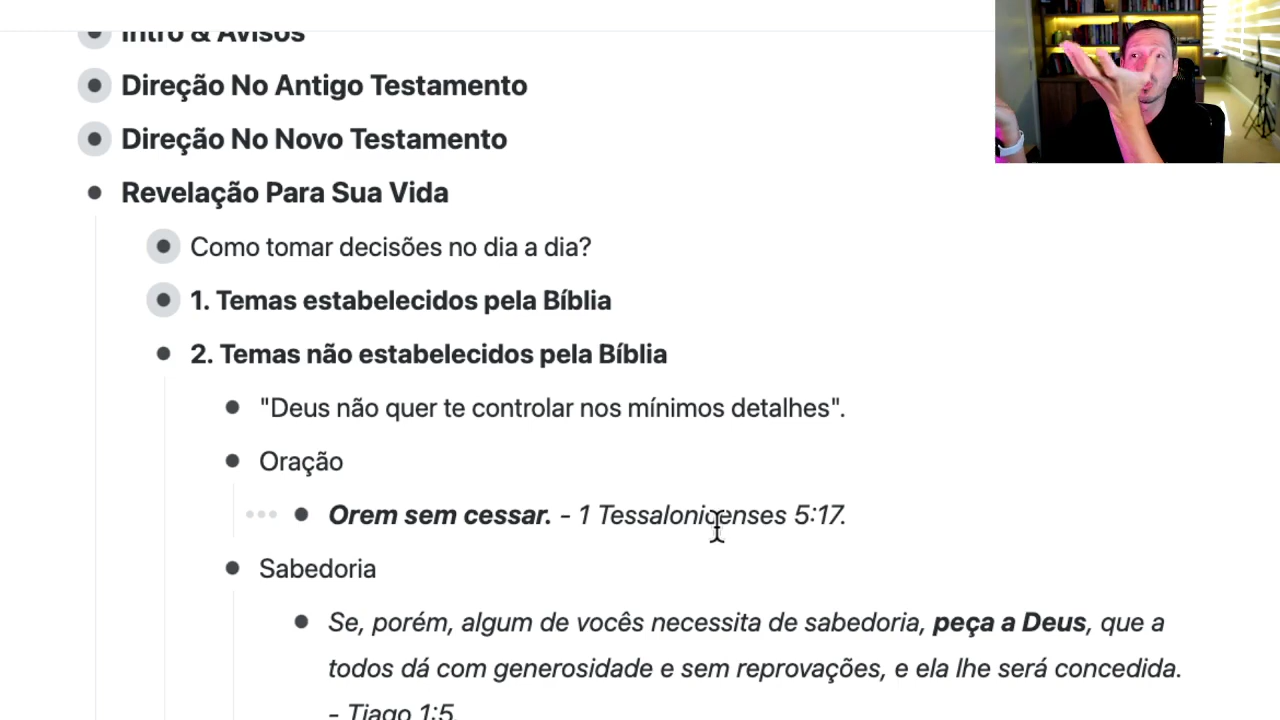 Intro & Avisos
Direção No Antigo Testamento
Direção No Novo Testamento
Revelação Para Sua Vida
Como tomar decisões no dia a dia?
1. Temas estabelecidos pela Bíblia
2. Temas não estabelecidos pela Bíblia
"Deus não quer te controlar nos mínimos detalhes".
Oração
Orem sem cessar. - 1 Tessalonicenses 5:17.
Sabedoria
Se, porém, algum de vocês necessita de sabedoria, peça a Deus, que a
todos dá com generosidade e sem reprovações, e ela lhe será concedida.
- Tiago 1:5.